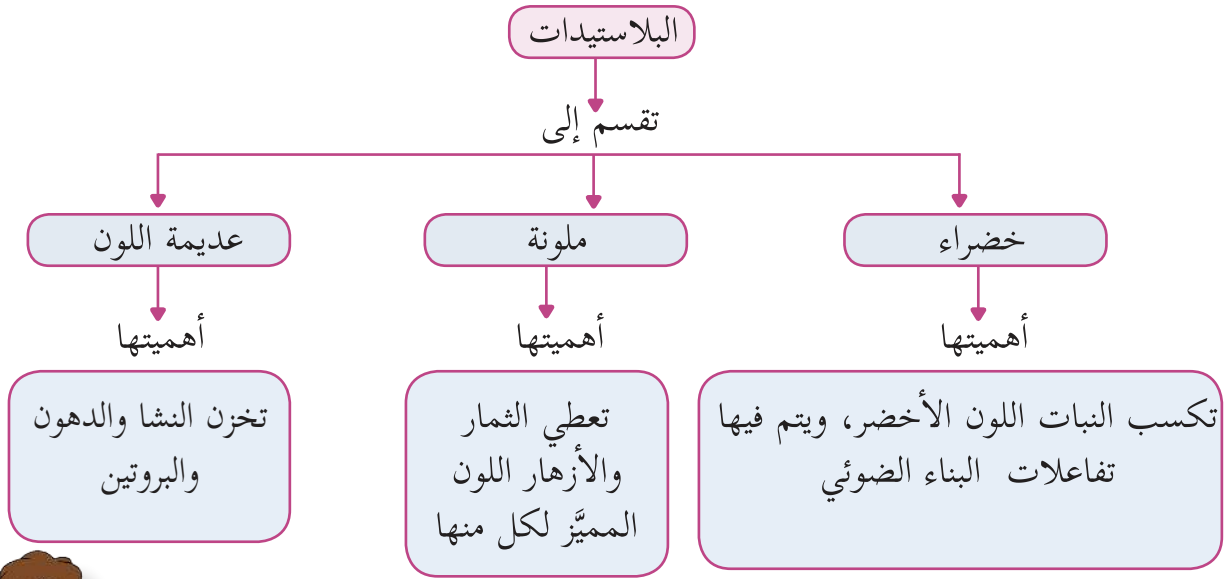 البلاستيدات
تقسم إلى
خضراء
ملونة
عديمة اللون
أهميتها
أهميتها
أهميتها
تكسب النبات اللون الأخضر، ويتم فيها
تفاعلات البناء الضوئي
تعطي الثمار
والأزهار اللون
المميَّز لكل منها
تخزن النشا والدهون
والبروتين